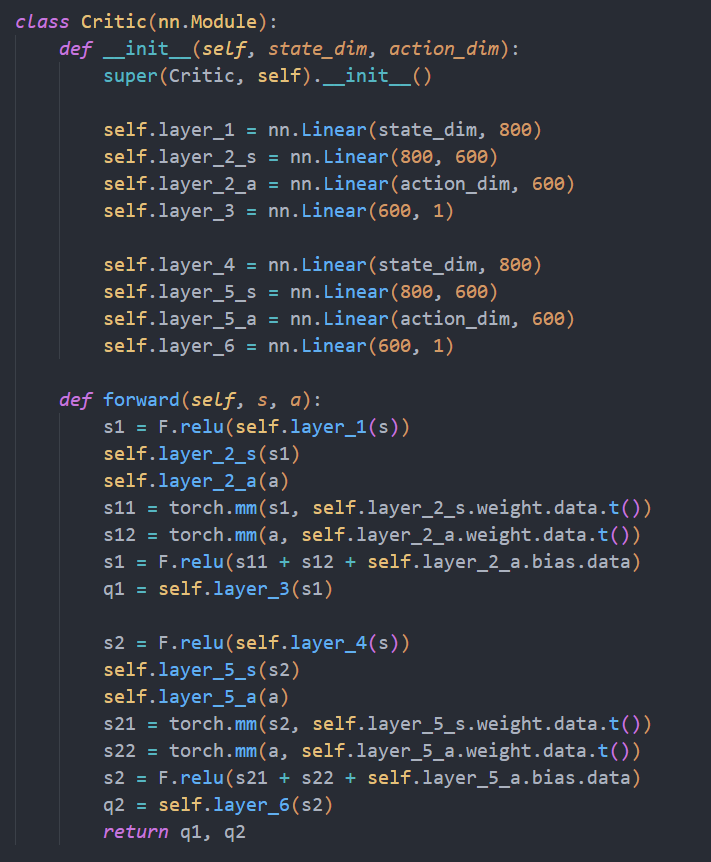 class Critic(nn.Module):
    def __init__(self, state_dim, action_dim):
        super(Critic, self).__init__()

        self.layer_1 = nn.Linear(state_dim, 800)
        self.layer_2_s = nn.Linear(800, 600)
        self.layer_2_a = nn.Linear(action_dim, 600)
        self.layer_3 = nn.Linear(600, 1)

        self.layer_4 = nn.Linear(state_dim, 800)
        self.layer_5_s = nn.Linear(800, 600)
        self.layer_5_a = nn.Linear(action_dim, 600)
        self.layer_6 = nn.Linear(600, 1)

    def forward(self, s, a):
        s1 = F.relu(self.layer_1(s))
        self.layer_2_s(s1)
        self.layer_2_a(a)
        s11 = torch.mm(s1, self.layer_2_s.weight.data.t())
        s12 = torch.mm(a, self.layer_2_a.weight.data.t())
        s1 = F.relu(s11 + s12 + self.layer_2_a.bias.data)
        q1 = self.layer_3(s1)

        s2 = F.relu(self.layer_4(s))
        self.layer_5_s(s2)
        self.layer_5_a(a)
        s21 = torch.mm(s2, self.layer_5_s.weight.data.t())
        s22 = torch.mm(a, self.layer_5_a.weight.data.t())
        s2 = F.relu(s21 + s22 + self.layer_5_a.bias.data)
        q2 = self.layer_6(s2)
        return q1, q2